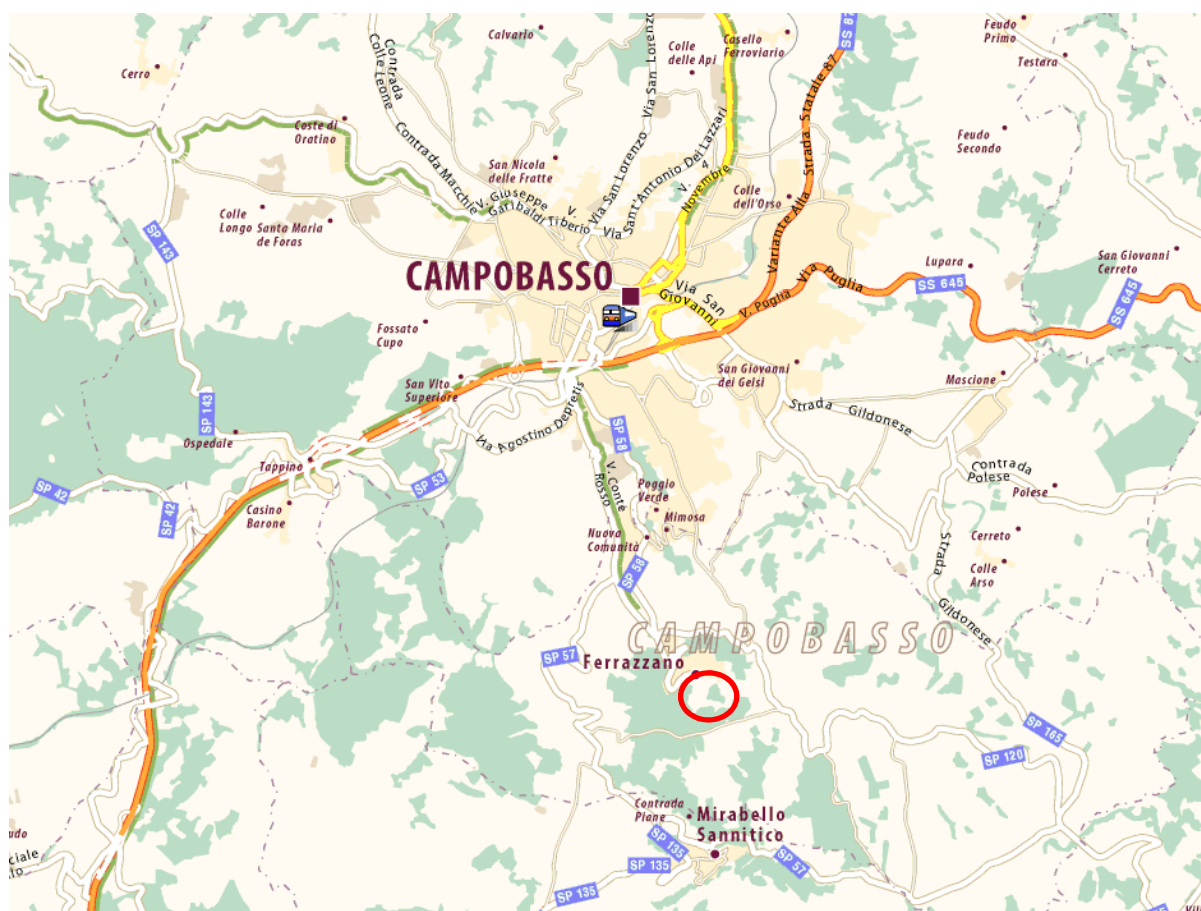 Calvario
Casello
Ferroviario
SS 87
Feudo
Primo
Testara
Cerro
Contrada
Colle Leone
Via San Lorenzo
Colle
delle Api
Coste di
Oratino
Contrada Macchie
San Nicola
delle Fratte
Via San Lorenzo
Via Sant'Antonio Dei Lazzari
V. 4
Novembre
Variante Alla Strada Statale 87
Feudo
Secondo
V. Giuseppe
Garibaldi
V.
Tiberio
Colle
dell'Orso
Colle
Longo
Santa Maria
de Foras
SP 143
CAMPOBASSO
Via San
Giovanni
V. Puglia
Via Puglia
Lupara
SS 645
San Giovanni
Cerreto
SS 645
Fossato
Cupo
San Vito
Superiore
San Giovanni
dei Gelsi
Mascione
SP 143
Ospedale
Via Agostino Depretis
SP 58
Strada Gildonese
Tappino
SP 53
V. Conte
Rosso
Poggio
Verde
Contrada
Polese
Polese
SP 42
SP 42
Casino
Barone
Mimosa
Nuova
Comunità
Cerreto
Colle
Arso
SP 58
Strada
Gildonese
CAMPOBASSO
SP 57
Ferrazzano
SP 165
SP 120
Contrada
Piane
Mirabello
Sannitico
SP 135
SP 135
SP 57
SP 135